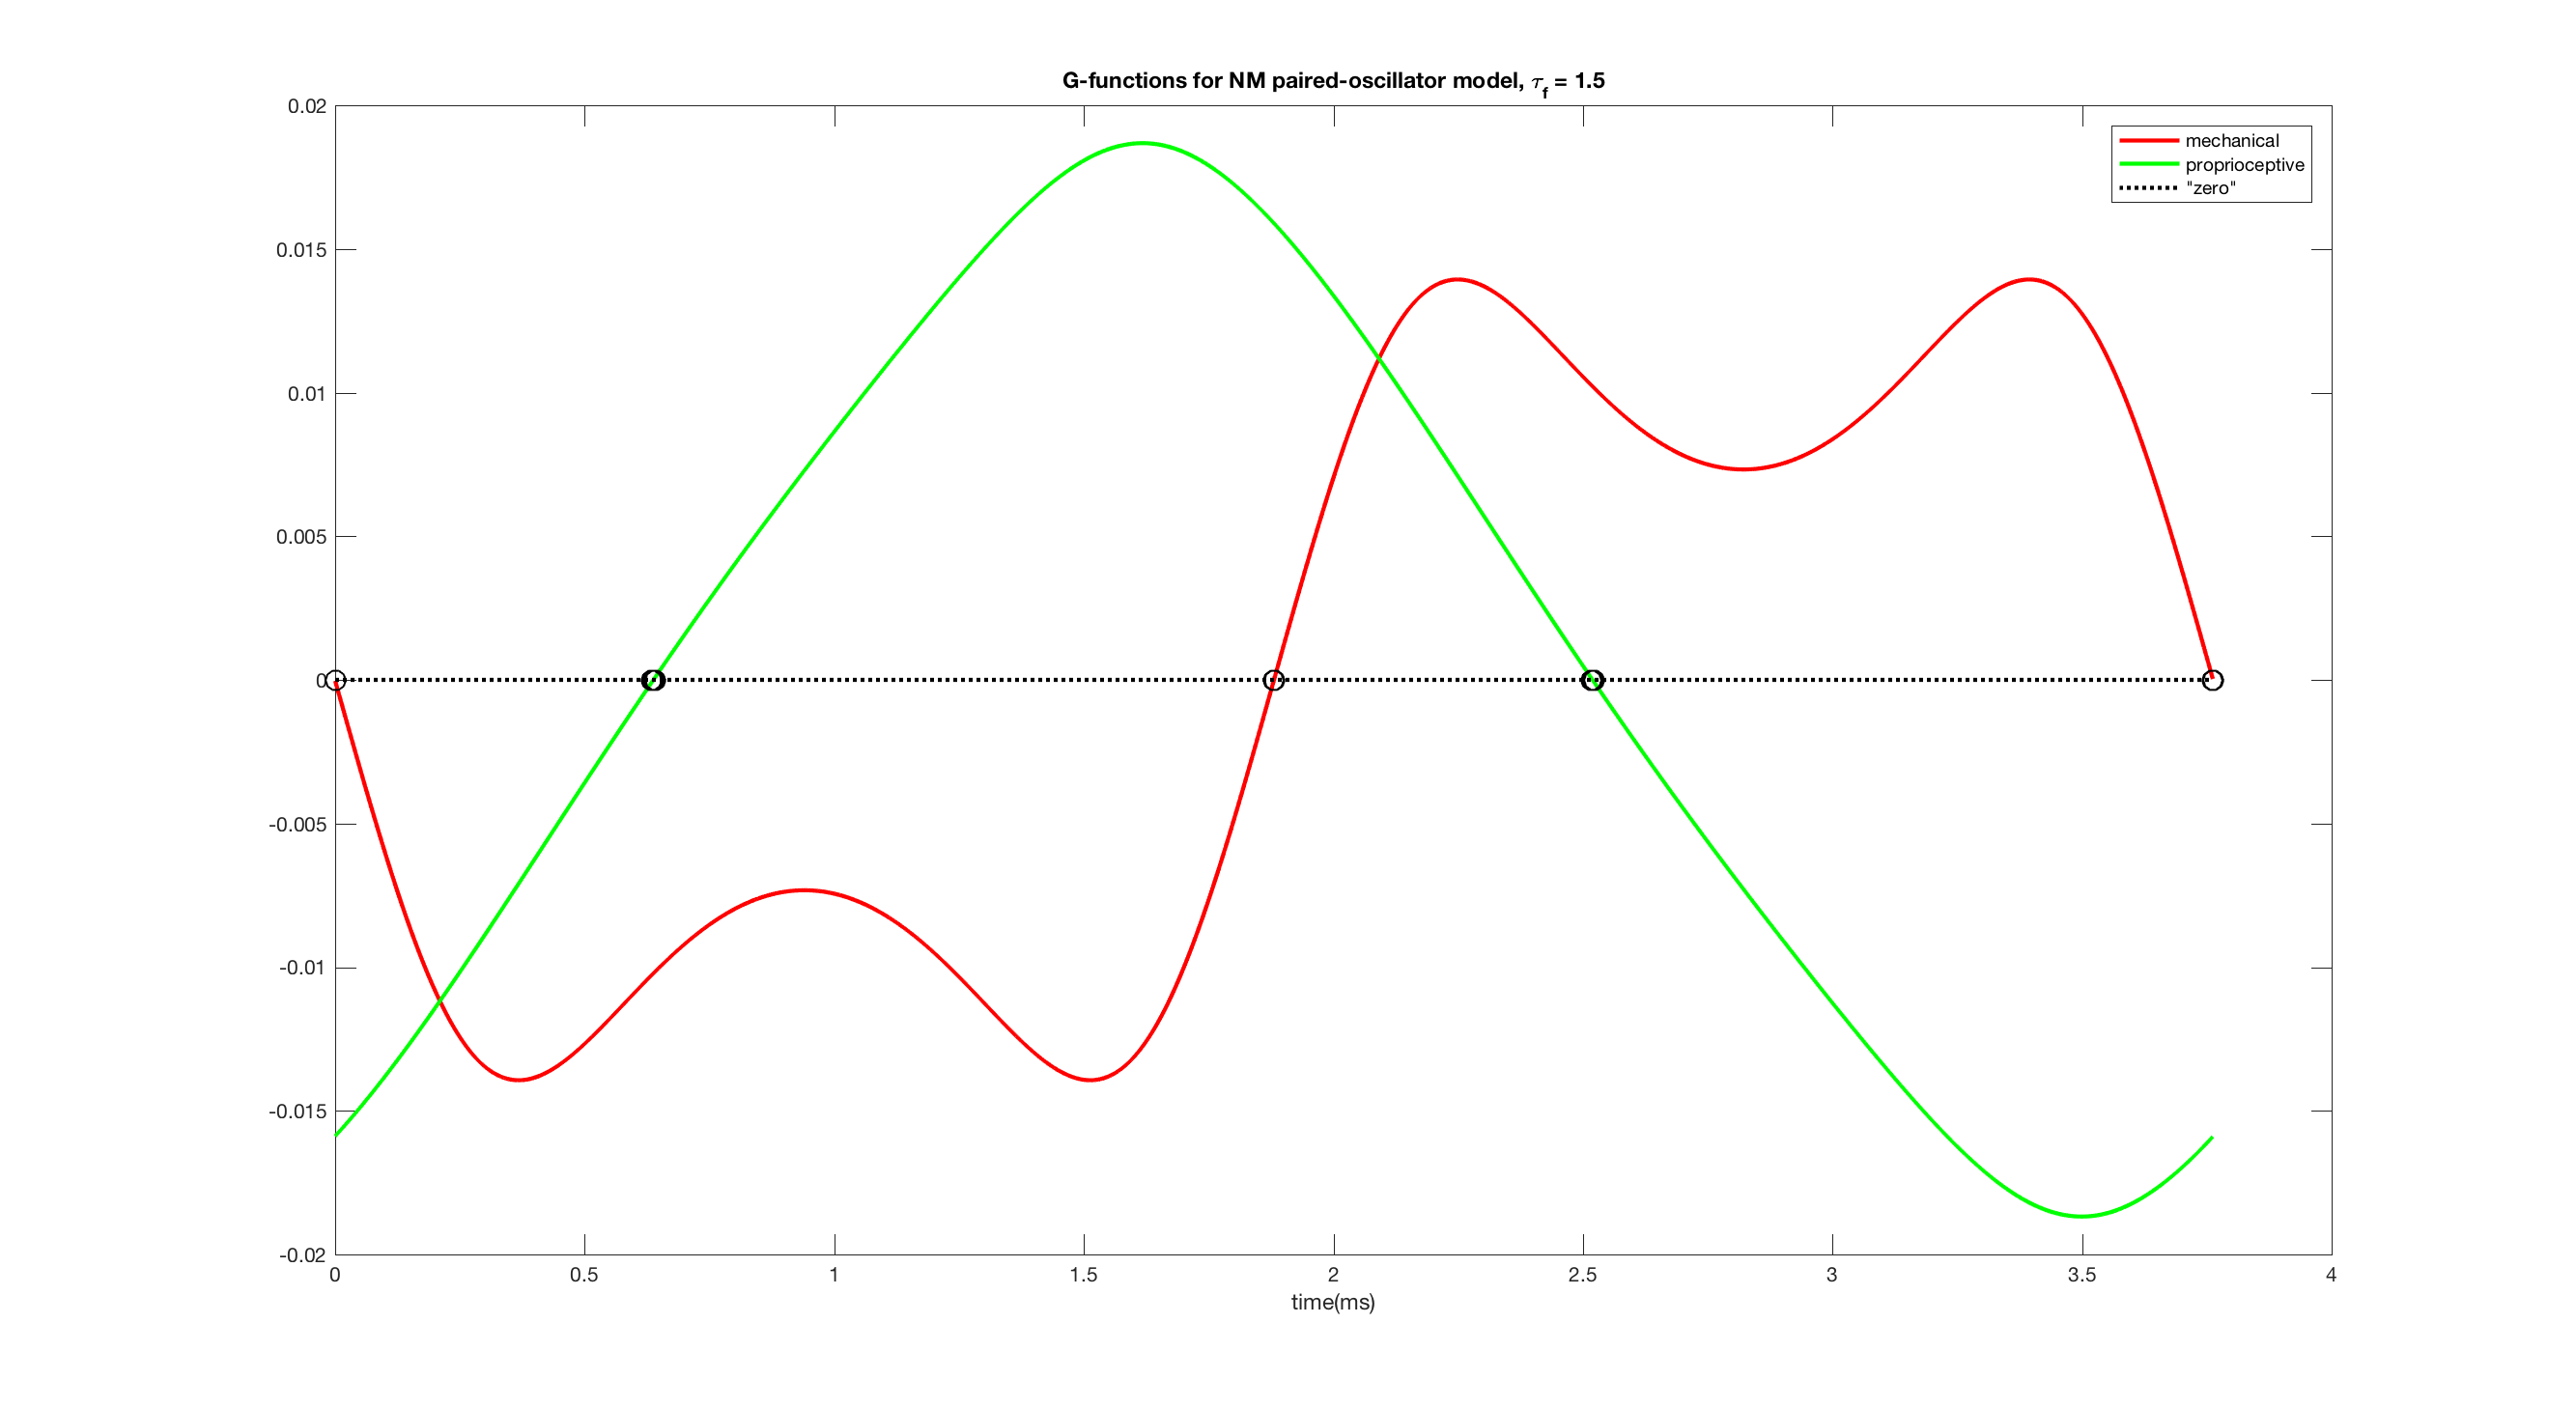 G-functions for NM paired-oscillator model, τf = 1.5
mechanical
proprioceptive
"zero"
0.02
0.015
0.01
0.005
0
-0.005
-0.01
-0.015
-0.02
0 0.5 1 1.5 2 2.5 3 3.5 4
time(ms)